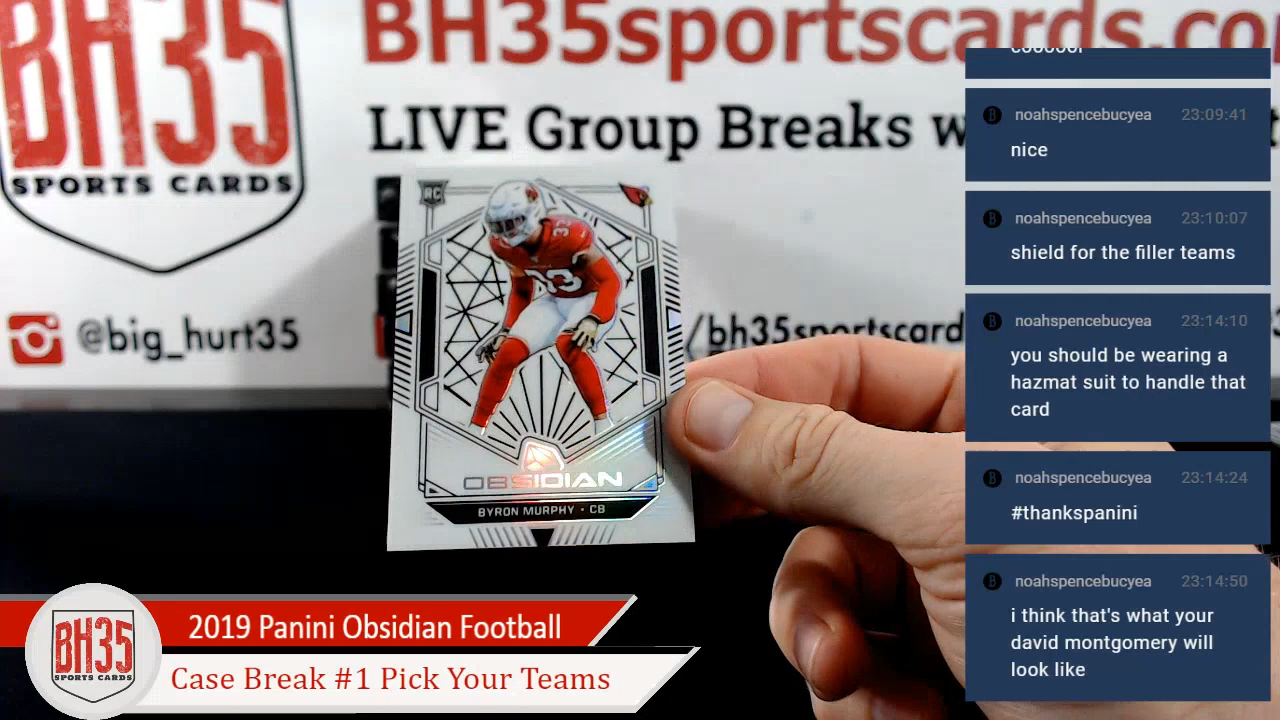 BH35
SPORTS CARDS
BH35sportscards.co
LIVE Group Breaks w
@big_hurt35
/bh35sportscard
RC
33
33
OBSIDIAN
BYRON MURPHY · CB
noahspencebucyea 23:09:41
nice
noahspencebucyea 23:10:07
shield for the filler teams
noahspencebucyea 23:14:10
you should be wearing a
hazmat suit to handle that
card
noahspencebucyea 23:14:24
#thankspanini
noahspencebucyea 23:14:50
i think that's what your
david montgomery will
look like
BH35
SPORTS CARDS
2019 Panini Obsidian Football
Case Break #1 Pick Your Teams